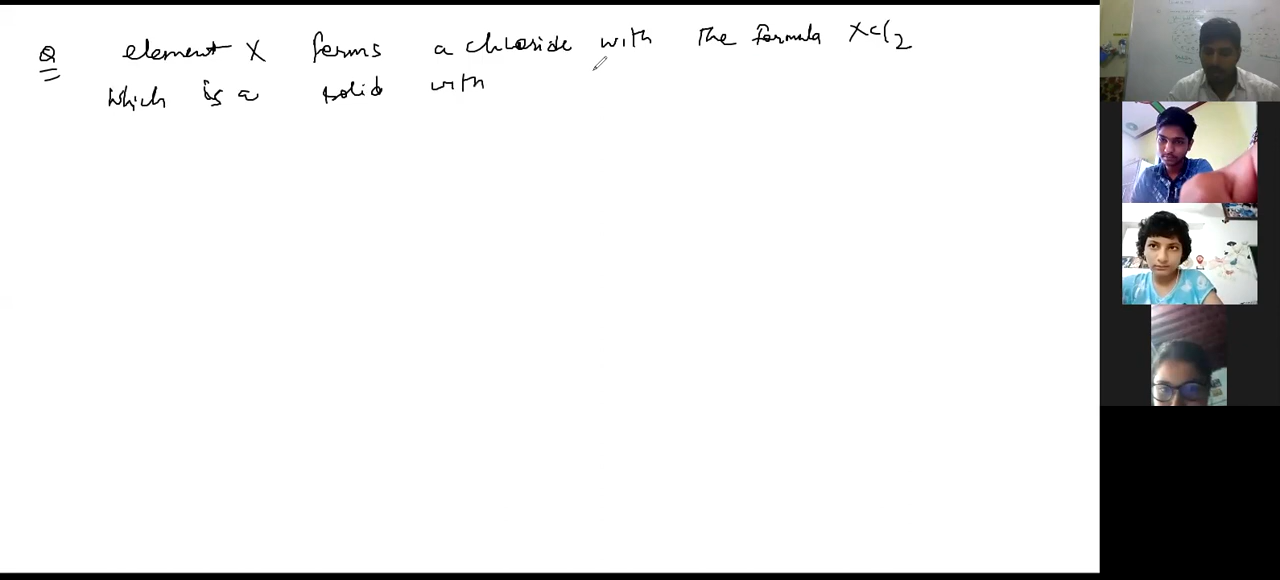 Q element X forms a chloride with the formula XCl2
which is a solid with